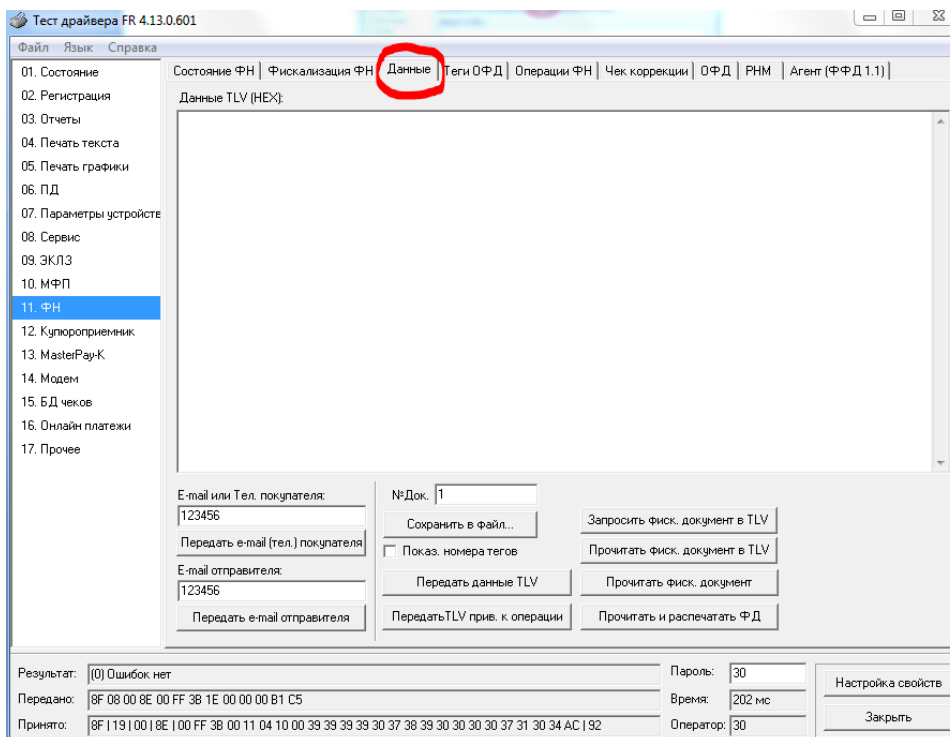 Тест драйвера FR 4.13.0.601
Файл Язык Справка
01. Состояние
02. Регистрация
03. Отчеты
04. Печать текста
05. Печать графики
06. ПД
07. Параметры устройств
08. Сервис
09. ЭКЛЗ
10. МФП
11. ФН
12. Купюроприемник
13. MasterPay-K
14. Модем
15. БД чеков
16. Онлайн платежи
17. Прочее
Состояние ФН Фискализация ФН Данные Теги ОФД Операции ФН Чек коррекции ОФД РНМ Агент (ФФД 1.1)
Данные TLV (HEX):
E-mail или Тел. покупателя:
123456
Передать e-mail (тел.) покупателя
E-mail отправителя:
123456
Передать e-mail отправителя
№Док. 1
Сохранить в файл...
Показ. номера тегов
Передать данные TLV
ПередатьTLV прив. к операции
Запросить фиск. документ в TLV
Прочитать фиск. документ в TLV
Прочитать фиск. документ
Прочитать и распечатать ФД
Результат: (0) Ошибок нет
Передано: 8F 08 00 8E 00 FF 3B 1E 00 00 00 B1 C5
Принято: 8F | 19 | 00 | 8E | 00 FF 3B 00 11 04 10 00 39 39 39 39 30 37 38 39 30 30 30 30 37 31 30 34 AC | 92
Пароль: 30
Время: 202 мс
Оператор: 30
Настройка свойств
Закрыть